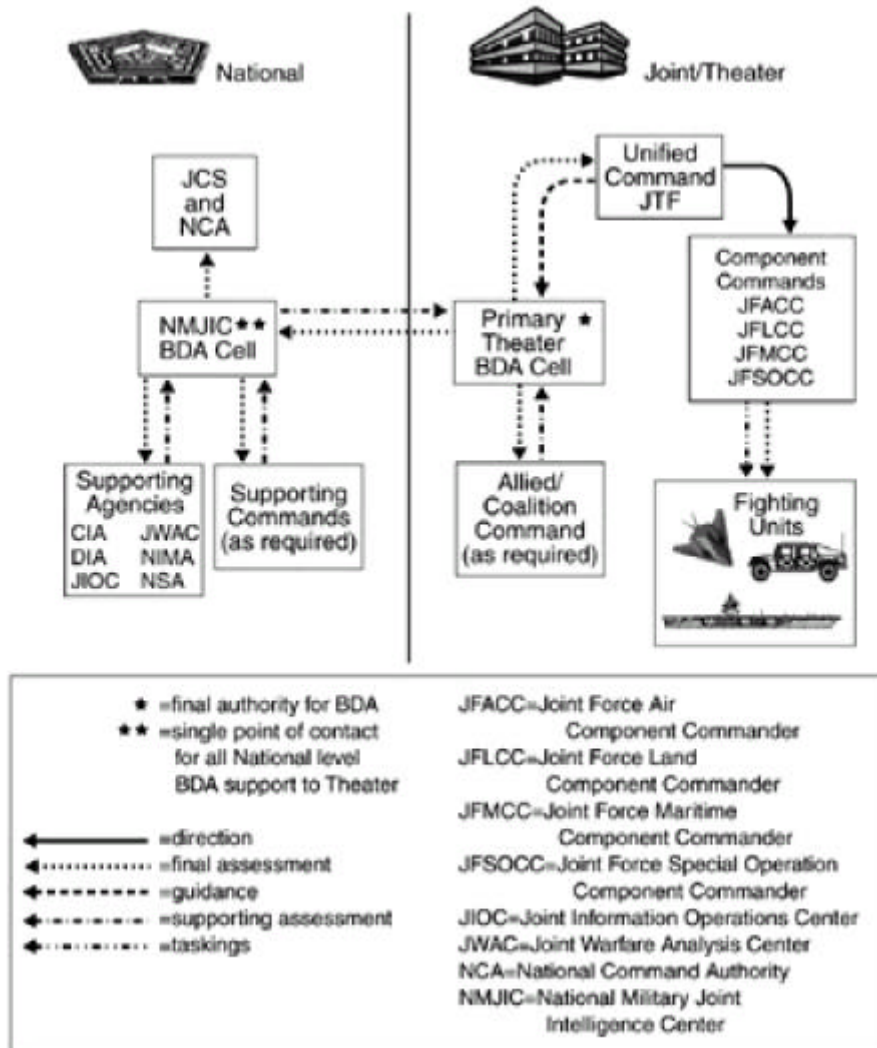 National
Joint/Theater
JCS
and
NCA
Unified
Command
JTF
Component
Commands
JFACC
JFLCC
JFMCC
JFSOCC
NMJIC★★
BDA Cell
Primary ★
Theater
BDA Cell
Supporting
Agencies
CIA JWAC
DIA NIMA
JIOC NSA
Supporting
Commands
(as required)
Allied/
Coalition
Command
(as required)
Fighting
Units
★ =final authority for BDA
★★ =single point of contact
for all National level
BDA support to Theater
=direction
=final assessment
=guidance
=supporting assessment
=taskings
JFACC=Joint Force Air
Component Commander
JFLCC=Joint Force Land
Component Commander
JFMCC=Joint Force Maritime
Component Commander
JFSOCC=Joint Force Special Operation
Component Commander
JIOC=Joint Information Operations Center
JWAC=Joint Warfare Analysis Center
NCA=National Command Authority
NMJIC=National Military Joint
Intelligence Center